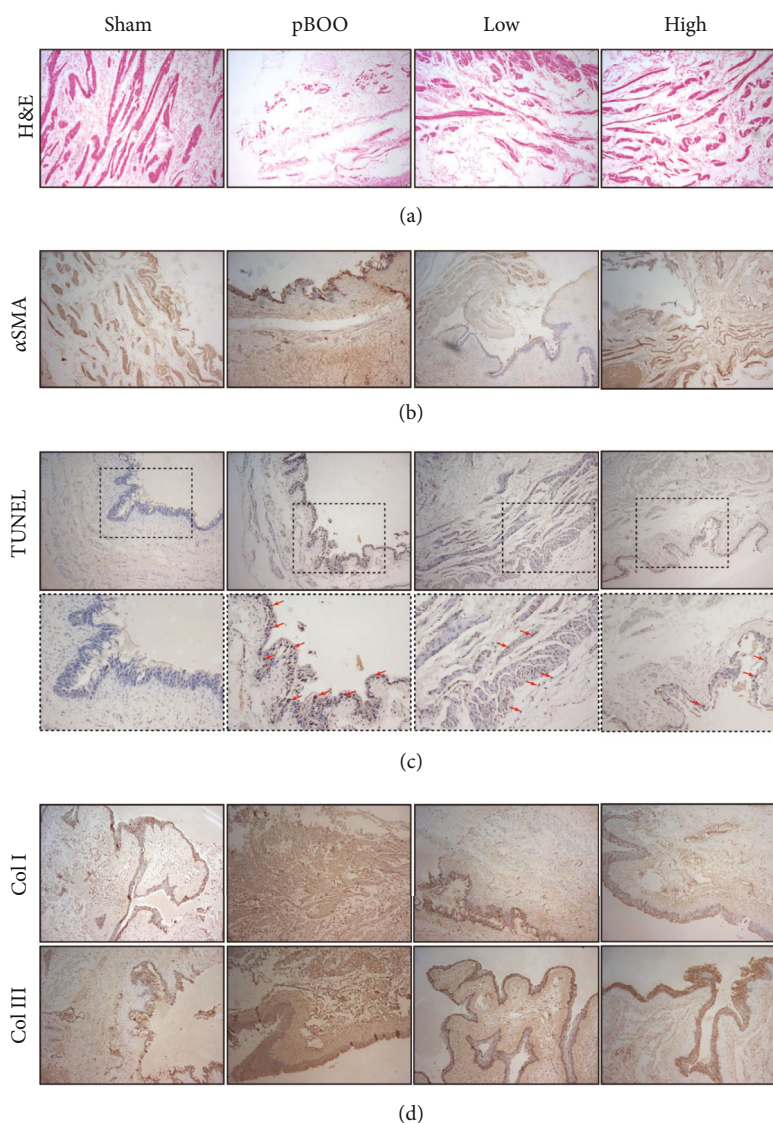 Sham pBOO Low High
H&E
(a)
αSMA
(b)
TUNEL
(c)
Col I
Col III
(d)